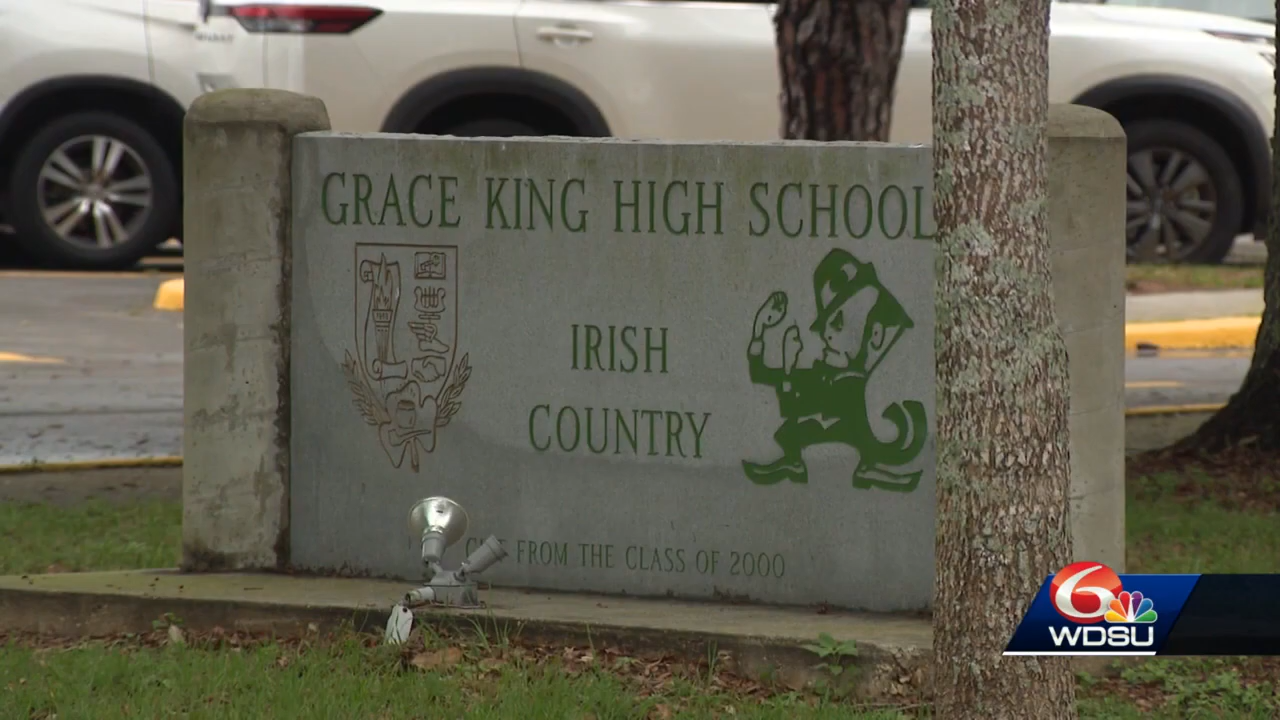 GRACE KING HIGH SCHOOL
IRISH
COUNTRY
FROM THE CLASS OF 2000
6
WDSU